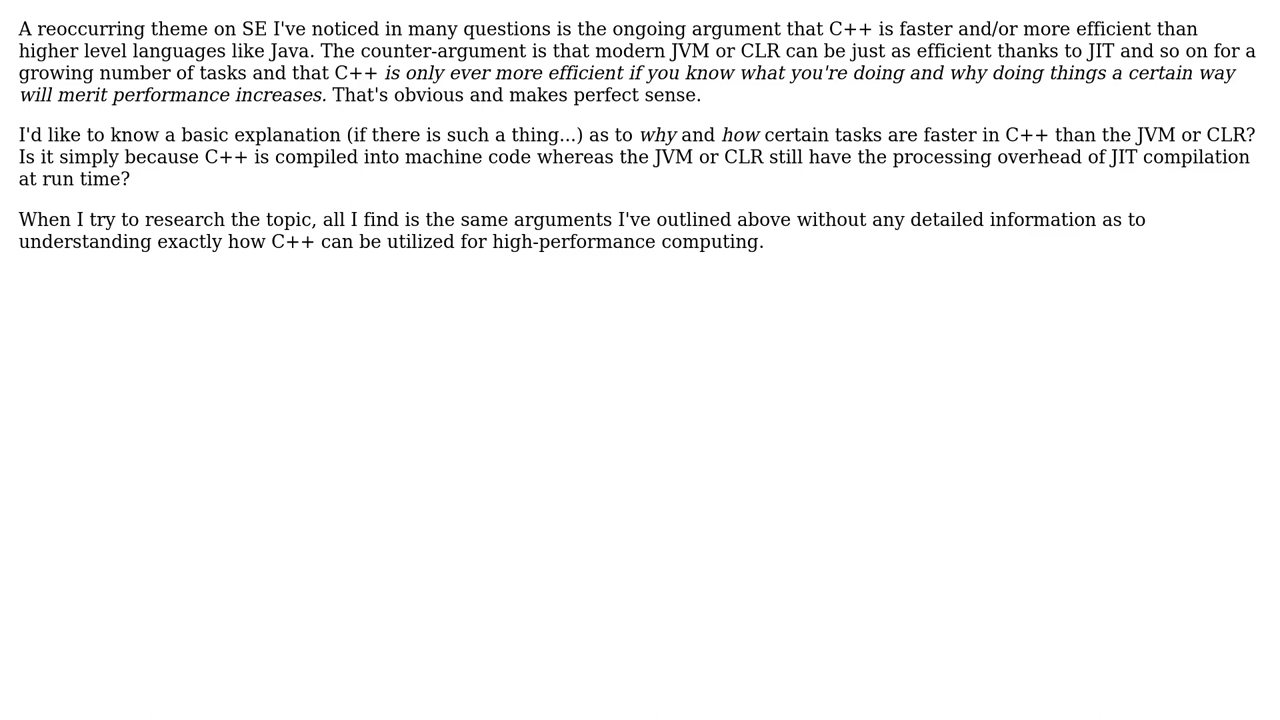 A reoccurring theme on SE I've noticed in many questions is the ongoing argument that C++ is faster and/or more efficient than
higher level languages like Java. The counter-argument is that modern JVM or CLR can be just as efficient thanks to JIT and so on for a
growing number of tasks and that C++ is only ever more efficient if you know what you're doing and why doing things a certain way
will merit performance increases. That's obvious and makes perfect sense.
I'd like to know a basic explanation (if there is such a thing...) as to why and how certain tasks are faster in C++ than the JVM or CLR?
Is it simply because C++ is compiled into machine code whereas the JVM or CLR still have the processing overhead of JIT compilation
at run time?
When I try to research the topic, all I find is the same arguments I've outlined above without any detailed information as to
understanding exactly how C++ can be utilized for high-performance computing.